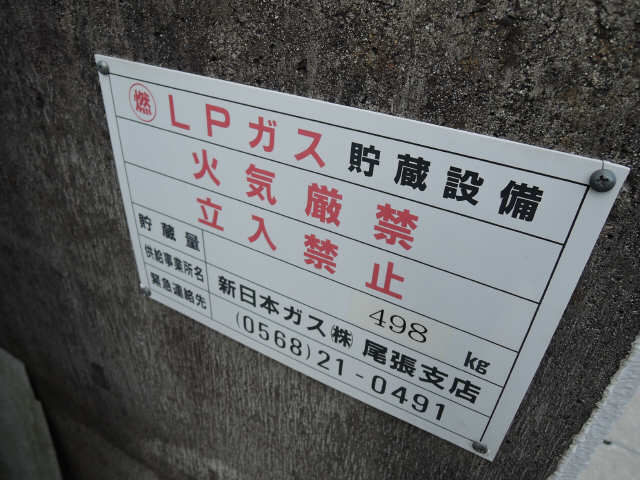 燃 LPガス 貯蔵設備
火気厳禁
立入禁止
貯蔵量 498 kg
供給事業所名 新日本ガス㈱ 尾張支店
緊急連絡先 (0568)21-0491